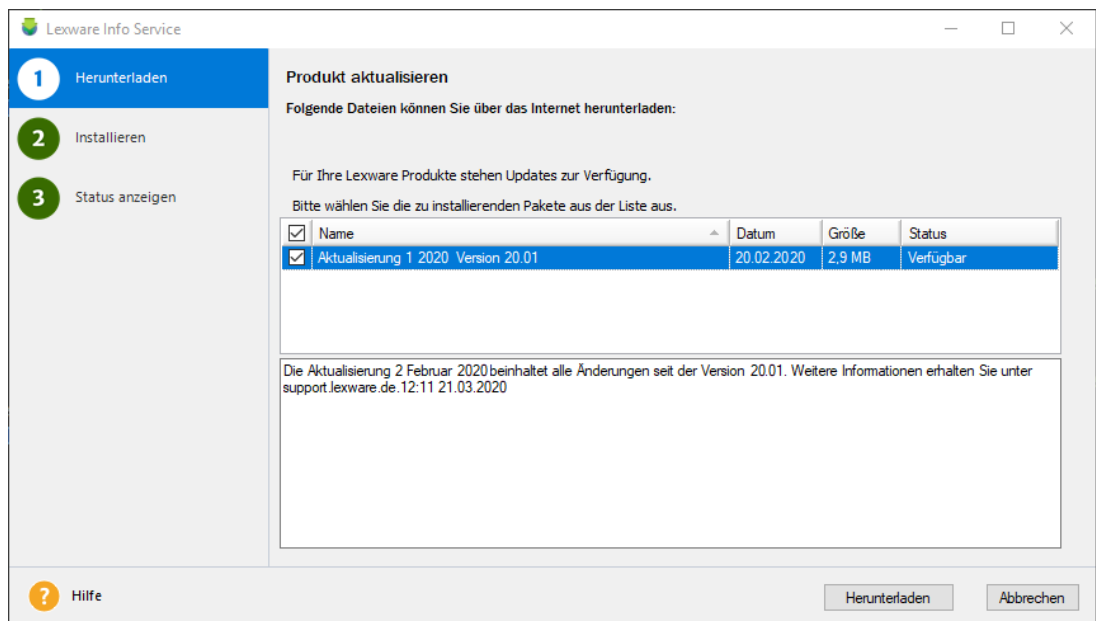 Lexware Info Service
1 Herunterladen
2 Installieren
3 Status anzeigen
Produkt aktualisieren
Folgende Dateien können Sie über das Internet herunterladen:
Für Ihre Lexware Produkte stehen Updates zur Verfügung.
Bitte wählen Sie die zu installierenden Pakete aus der Liste aus.
Name Datum Größe Status
Aktualisierung 1 2020 Version 20.01 20.02.2020 2,9 MB Verfügbar
Die Aktualisierung 2 Februar 2020 beinhaltet alle Änderungen seit der Version 20.01. Weitere Informationen erhalten Sie unter
support.lexware.de.12:11 21.03.2020
? Hilfe
Herunterladen Abbrechen